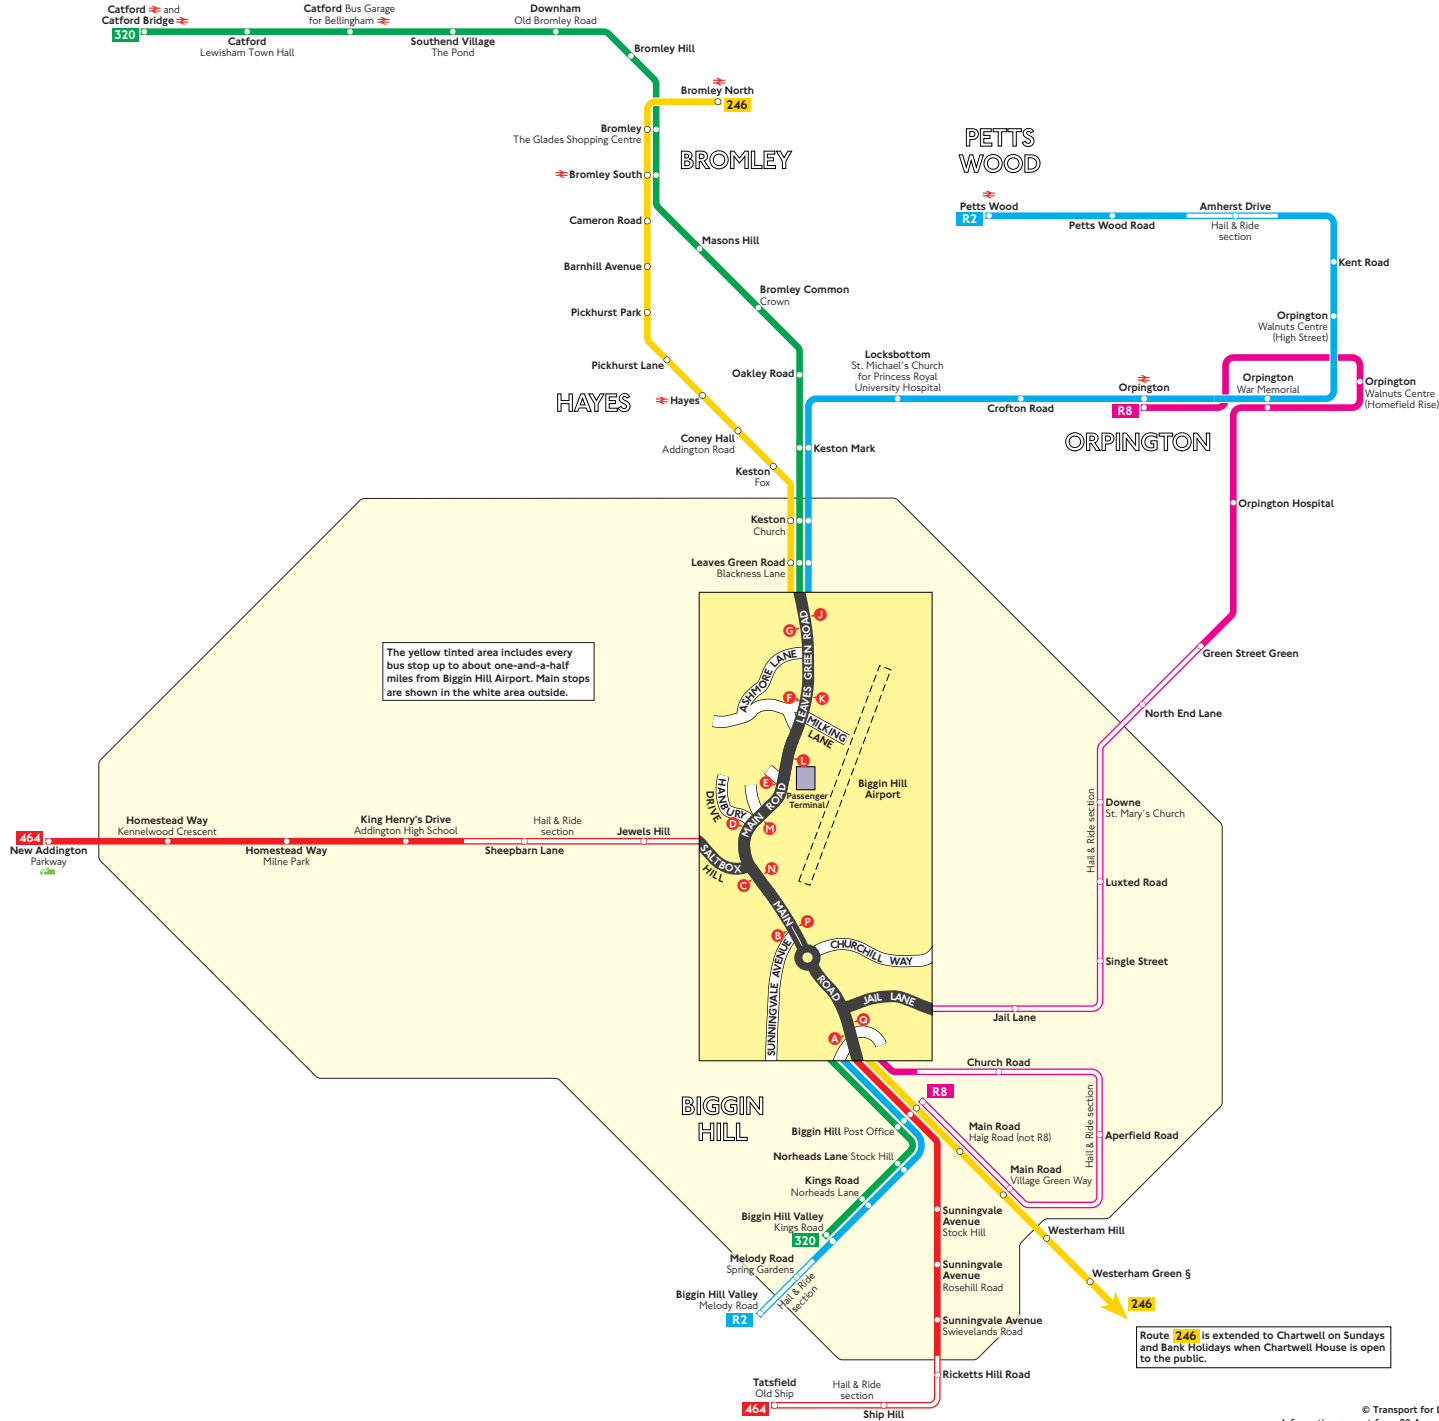 Catford and
Catford Bridge
320
Catford
Lewisham Town Hall
Catford Bus Garage
for Bellingham
Southend Village
The Pond
Downham
Old Bromley Road
Bromley Hill
Bromley North
246
Bromley
The Glades Shopping Centre
BROMLEY
Bromley South
Cameron Road
Masons Hill
Barnhill Avenue
Bromley Common
Crown
Pickhurst Park
Pickhurst Lane
Oakley Road
HAYES
Hayes
Coney Hall
Addington Road
Keston
Fox
Keston Mark
PETTS
WOOD
Petts Wood
R2
Petts Wood Road
Amherst Drive
Hail & Ride
section
Kent Road
Orpington
Walnuts Centre
(High Street)
Locksbottom
St. Michael's Church
for Princess Royal
University Hospital
Crofton Road
Orpington
R8
Orpington
War Memorial
Orpington
Walnuts Centre
(Homefield Rise)
ORPINGTON
Orpington Hospital
Keston
Church
Leaves Green Road
Blackness Lane
The yellow tinted area includes every
bus stop up to about one-and-a-half
miles from Biggin Hill Airport. Main stops
are shown in the white area outside.
J
G
LEAVES GREEN ROAD
ASHMORE LANE
F
K
LEAVES GREEN
MILKING
LANE
L
E
Passenger
Terminal
Biggin Hill
Airport
HANBURY
DRIVE
MAIN ROAD
D
M
SALTBOX
HILL
C
N
MAIN
ROAD
P
B
SUNNINGVALE AVENUE
CHURCHILL WAY
JAIL LANE
Q
A
Green Street Green
North End Lane
Hail & Ride section
Downe
St. Mary's Church
Luxted Road
Single Street
Jail Lane
464
New Addington
Parkway
Homestead Way
Kennelwood Crescent
Homestead Way
Milne Park
King Henry's Drive
Addington High School
Hail & Ride
section
Sheepbarn Lane
Jewels Hill
BIGGIN
HILL
Church Road
R8
Hail & Ride section
Aperfield Road
Main Road
Haig Road (not R8)
Main Road
Village Green Way
Biggin Hill Post Office
Norheads Lane Stock Hill
Kings Road
Norheads Lane
Biggin Hill Valley
Kings Road
320
Melody Road
Spring Gardens
Hail & Ride
section
Biggin Hill Valley
Melody Road
R2
Sunningvale
Avenue
Stock Hill
Sunningvale
Avenue
Rosehill Road
Sunningvale Avenue
Swievelands Road
Ricketts Hill Road
Tatsfield
Old Ship
464
Hail & Ride
section
Ship Hill
Westerham Hill
Westerham Green §
246
Route 246 is extended to Chartwell on Sundays
and Bank Holidays when Chartwell House is open
to the public.
© Transport for L